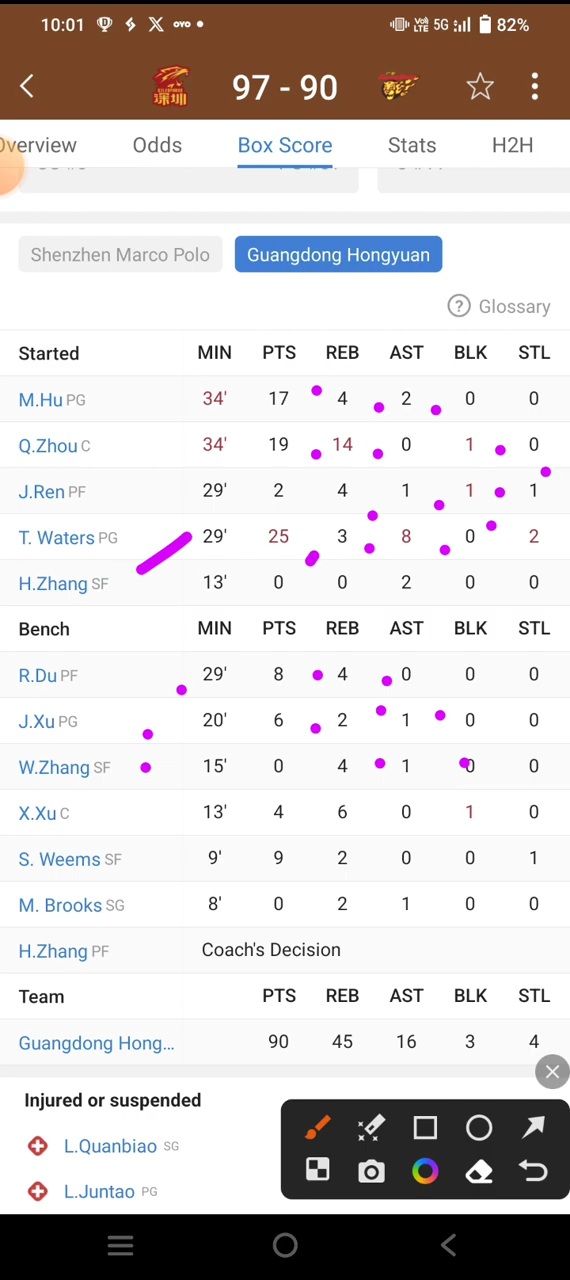 10:01 OYO Vo) LTE 5G 82%
深圳 97 - 90
Overview Odds Box Score Stats H2H
Shenzhen Marco Polo Guangdong Hongyuan
? Glossary
Started MIN PTS REB AST BLK STL
M.Hu PG 34' 17 4 2 0 0
Q.Zhou C 34' 19 14 0 1 0
J.Ren PF 29' 2 4 1 1 1
T. Waters PG 29' 25 3 8 0 2
H.Zhang SF 13' 0 0 2 0 0
Bench MIN PTS REB AST BLK STL
R.Du PF 29' 8 4 0 0 0
J.Xu PG 20' 6 2 1 0 0
W.Zhang SF 15' 0 4 1 0 0
X.Xu C 13' 4 6 0 1 0
S. Weems SF 9' 9 2 0 0 1
M. Brooks SG 8' 0 2 1 0 0
H.Zhang PF Coach's Decision
Team PTS REB AST BLK STL
Guangdong Hong... 90 45 16 3 4
Injured or suspended
L.Quanbiao SG
L.Juntao PG